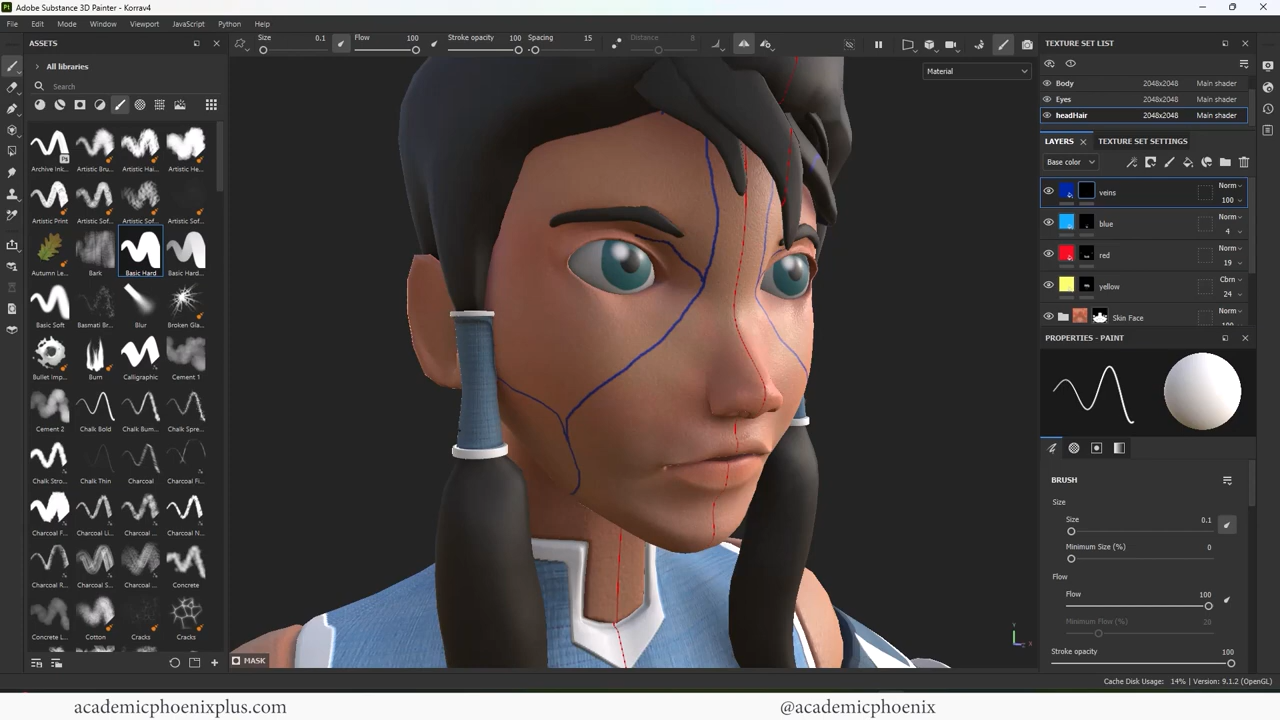 Adobe Substance 3D Painter - Korrav4
File Edit Mode Window Viewport JavaScript Python Help
ASSETS
Size 0.1 Flow 100 Stroke opacity 100 Spacing 15 Distance 8
TEXTURE SET LIST
All libraries
Search
Material
Body 2048x2048 Main shader
Eyes 2048x2048 Main shader
headHair 2048x2048 Main shader
LAYERS TEXTURE SET SETTINGS
Base color
veins Norm 100
blue Norm 4
red Norm 19
yellow Cbrn 24
Skin Face Norm 100
Archive Ink... Artistic Bru... Artistic Hai... Artistic He...
Artistic Print Artistic Sof... Artistic Sof... Artistic Sof...
Autumn Le... Bark Basic Hard Basic Hard...
Basic Soft Basmati Br... Blur Broken Gla...
Bullet Imp... Burn Calligraphic Cement 1
Cement 2 Chalk Bold Chalk Bum... Chalk Spre...
Chalk Stro... Chalk Thin Charcoal Charcoal Fi...
Charcoal F... Charcoal Li... Charcoal ... Charcoal N...
Charcoal R... Charcoal S... Charcoal ... Concrete
Concrete L... Cotton Cracks Cracks
PROPERTIES - PAINT
BRUSH
Size
Size 0.1
Minimum Size (%) 0
Flow
Flow 100
Minimum Flow (%) 20
Stroke opacity 100
MASK
Cache Disk Usage: 14% | Version: 9.1.2 (OpenGL)
academicphoenixplus.com
@academicphoenix